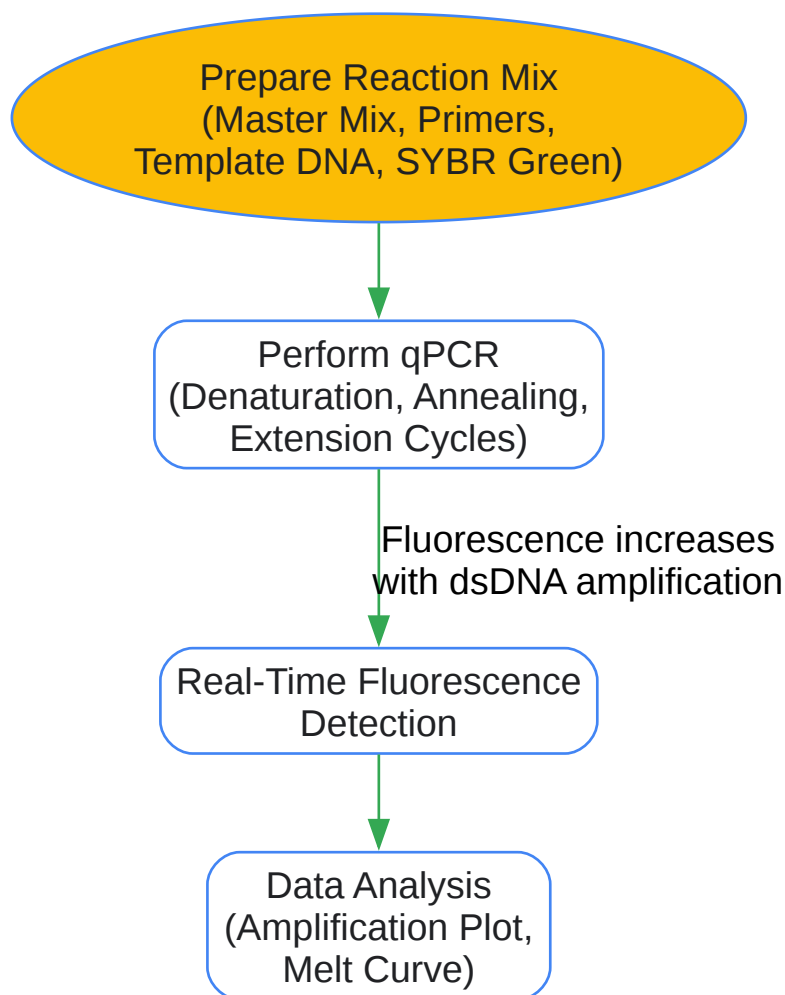 Prepare Reaction Mix
(Master Mix, Primers,
Template DNA, SYBR Green)
Perform qPCR
(Denaturation, Annealing,
Extension Cycles)
Fluorescence increases
with dsDNA amplification
Real-Time Fluorescence
Detection
Data Analysis
(Amplification Plot,
Melt Curve)